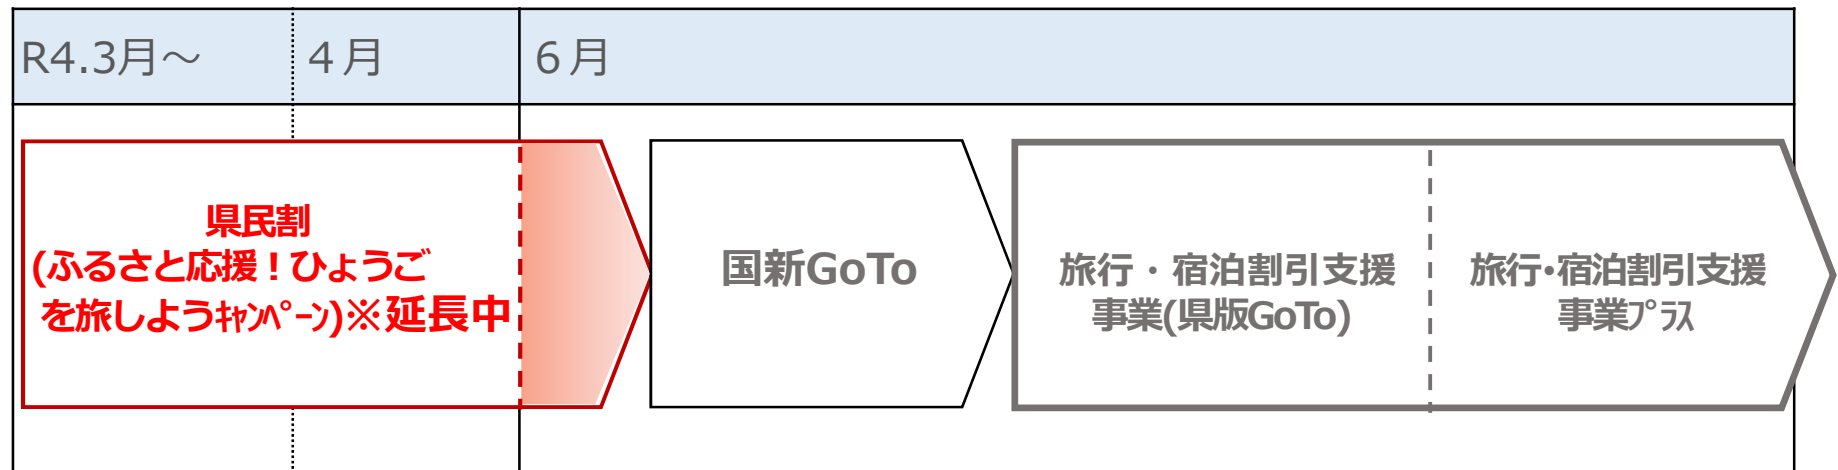 R4.3月～
４月
６月
県民割
(ふるさと応援！ひょうご
を旅しようｷｬﾝﾍﾟｰﾝ)※延長中
国新GoTo
旅行・宿泊割引支援
事業(県版GoTo)
旅行･宿泊割引支援
事業ﾌﾟﾗｽ